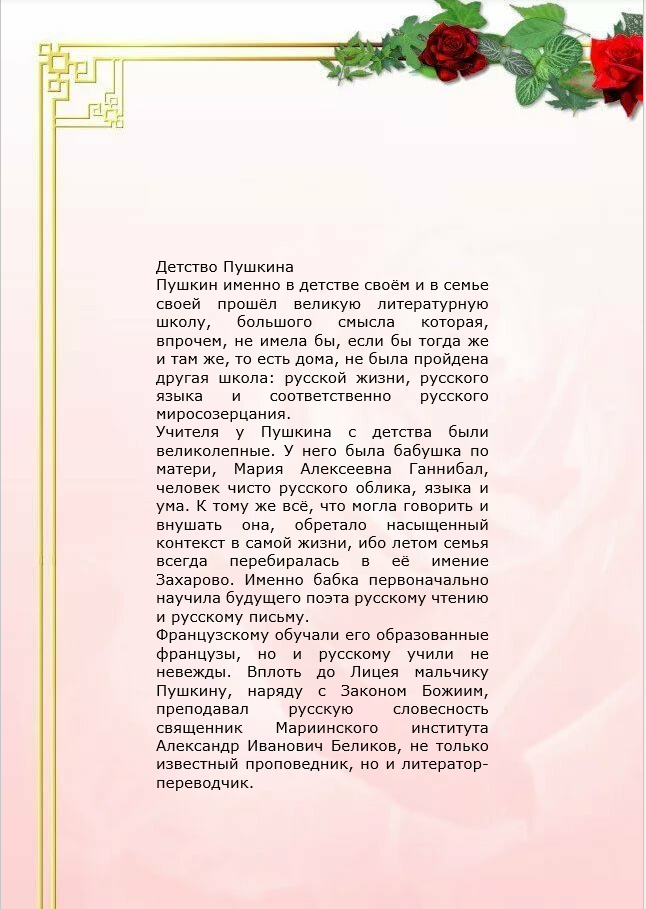 Детство Пушкина
Пушкин именно в детстве своём и в семье
своей прошёл великую литературную
школу, большого смысла которая,
впрочем, не имела бы, если бы тогда же
и там же, то есть дома, не была пройдена
другая школа: русской жизни, русского
языка и соответственно русского
миросозерцания.
Учителя у Пушкина с детства были
великолепные. У него была бабушка по
матери, Мария Алексеевна Ганнибал,
человек чисто русского облика, языка и
ума. К тому же всё, что могла говорить и
внушать она, обретало насыщенный
контекст в самой жизни, ибо летом семья
всегда перебиралась в её имение
Захарово. Именно бабка первоначально
научила будущего поэта русскому чтению
и русскому письму.
Французскому обучали его образованные
французы, но и русскому учили не
невежды. Вплоть до Лицея мальчику
Пушкину, наряду с Законом Божиим,
преподавал русскую словесность
священник Мариинского института
Александр Иванович Беликов, не только
известный проповедник, но и литератор-
переводчик.